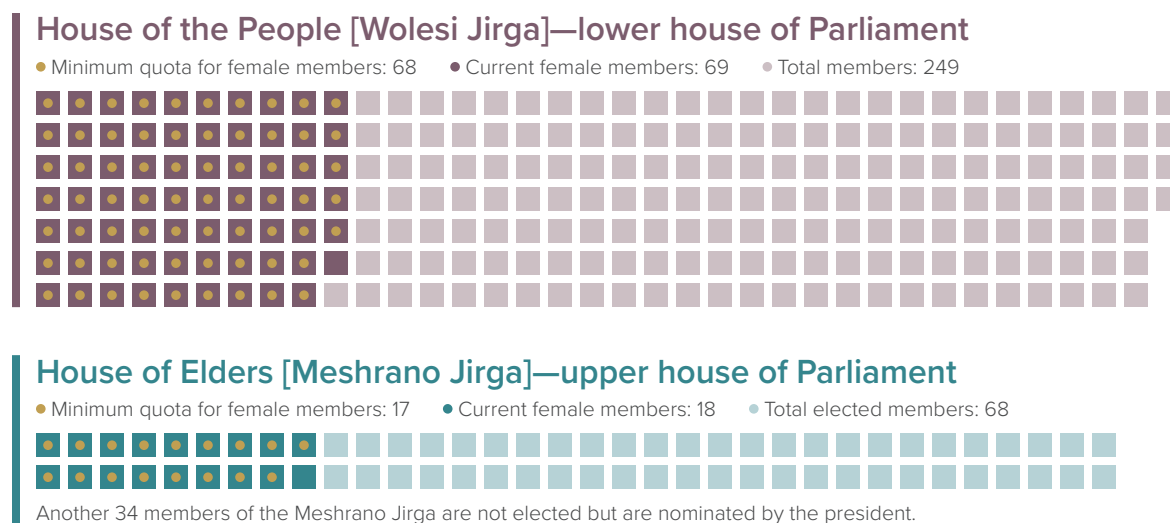 House of the People [Wolesi Jirga]—lower house of Parliament
Minimum quota for female members: 68 Current female members: 69 Total members: 249
House of Elders [Meshrano Jirga]—upper house of Parliament
Minimum quota for female members: 17 Current female members: 18 Total elected members: 68
Another 34 members of the Meshrano Jirga are not elected but are nominated by the president.